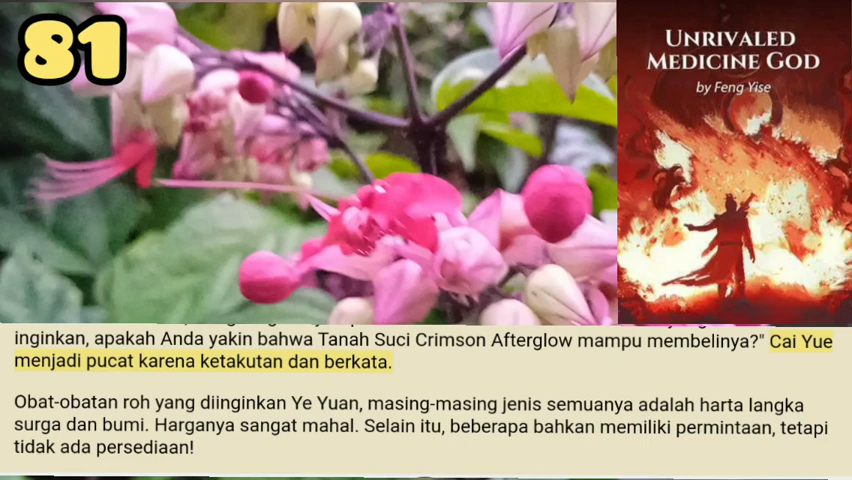 81
UNRIVALED
MEDICINE GOD
by Feng Yise
inginkan, apakah Anda yakin bahwa Tanah Suci Crimson Afterglow mampu membelinya?" Cai Yue
menjadi pucat karena ketakutan dan berkata.
Obat-obatan roh yang diinginkan Ye Yuan, masing-masing jenis semuanya adalah harta langka
surga dan bumi. Harganya sangat mahal. Selain itu, beberapa bahkan memiliki permintaan, tetapi
tidak ada persediaan!